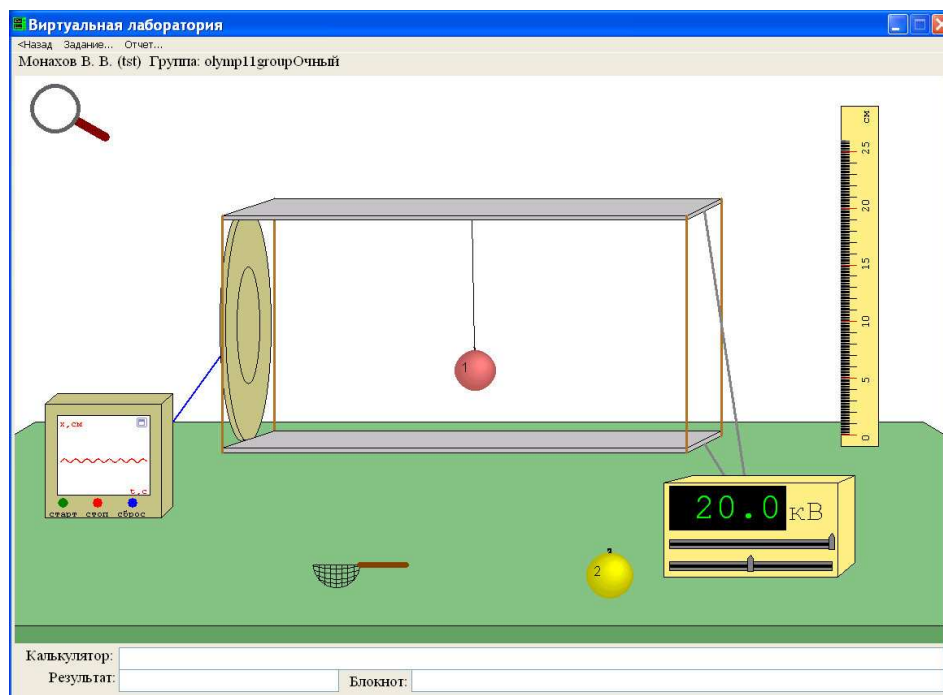 Виртуальная лаборатория
<Назад Задание... Отчет...
Монахов В. В. (tst) Группа: olymp11groupОчный
см
25
20
15
10
5
0
1
x,см
t,с
старт стоп сброс
20.0 кВ
2
Калькулятор:
Результат: Блокнот: